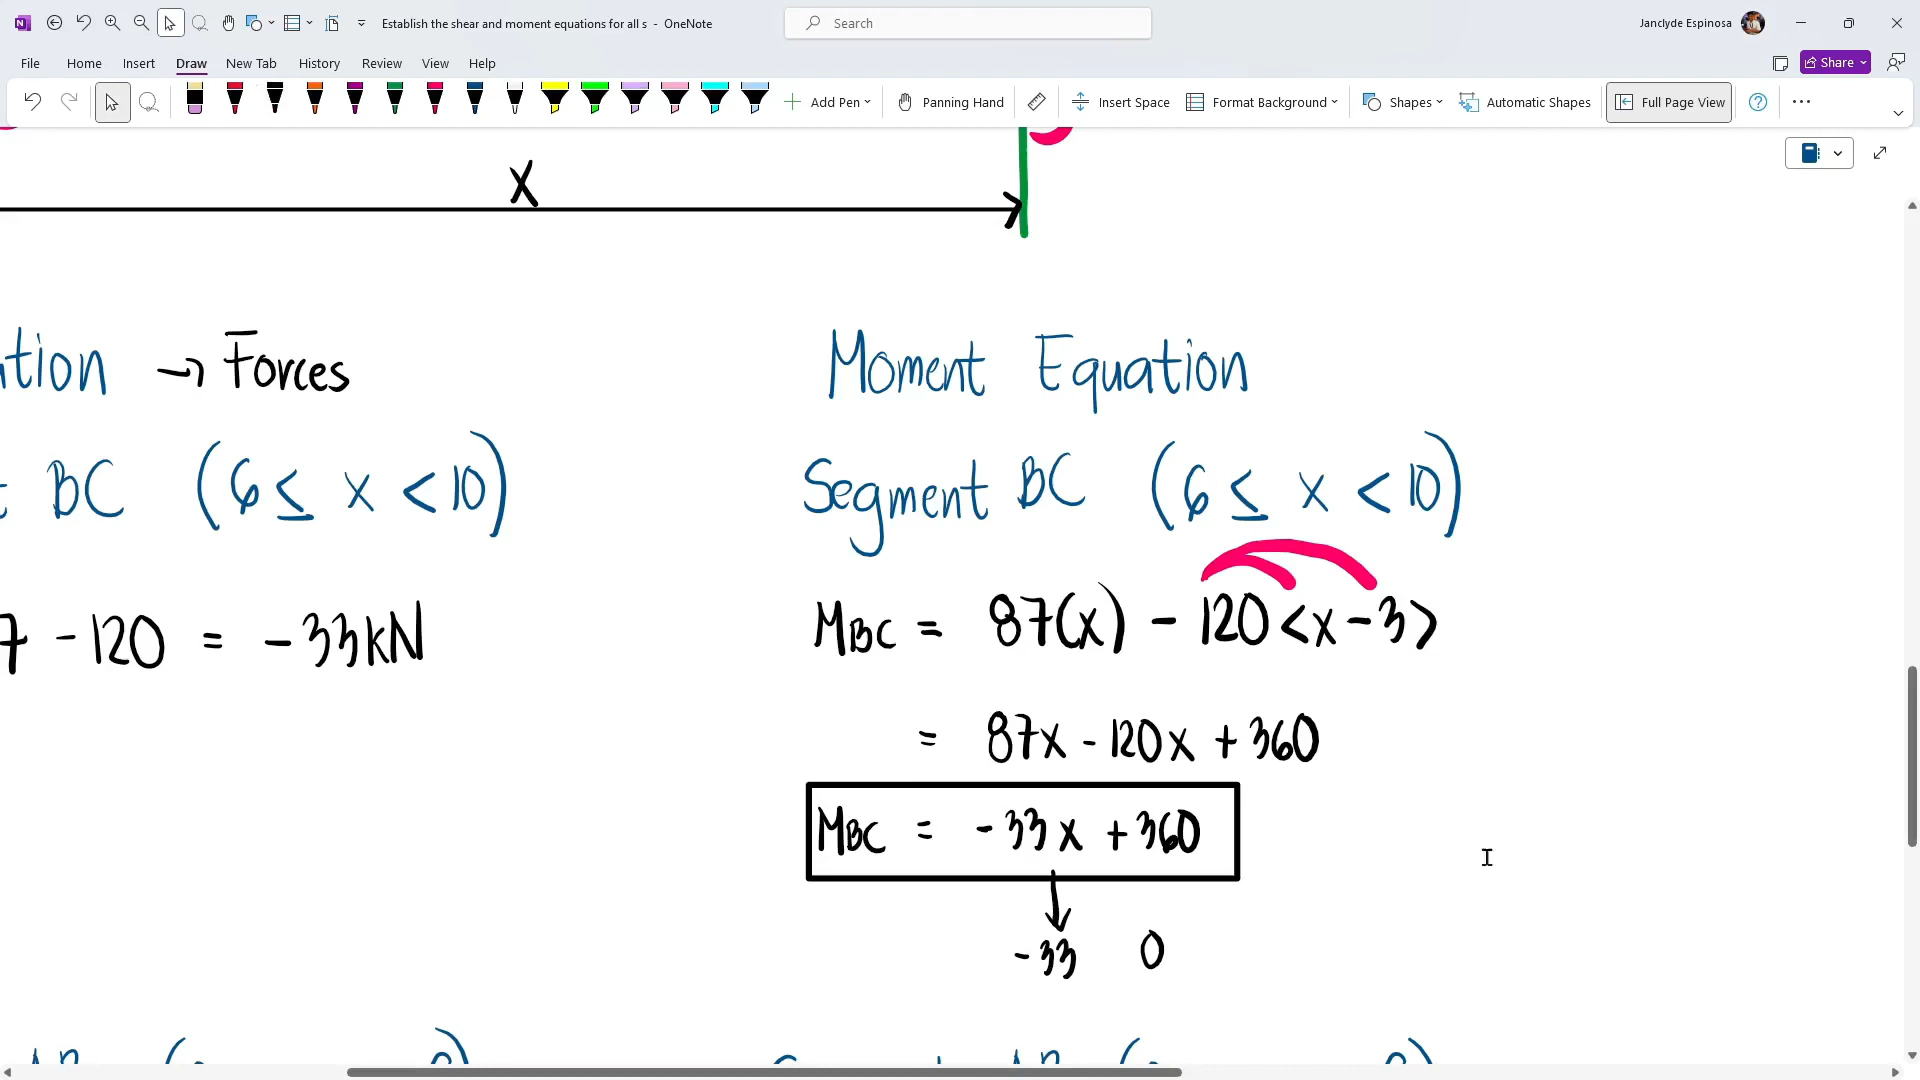 Establish the shear and moment equations for all s - OneNote
Search
Janclyde Espinosa
File Home Insert Draw New Tab History Review View Help
Share
Add Pen Panning Hand Insert Space Format Background Shapes Automatic Shapes Full Page View
x
tion → Forces
BC (6 ≤ x < 10)
7 - 120 = -33kN
Moment Equation
Segment BC (6 ≤ x < 10)
MBC = 87(x) - 120<x-3>
= 87x - 120x + 360
MBC = -33x + 360
-33 0